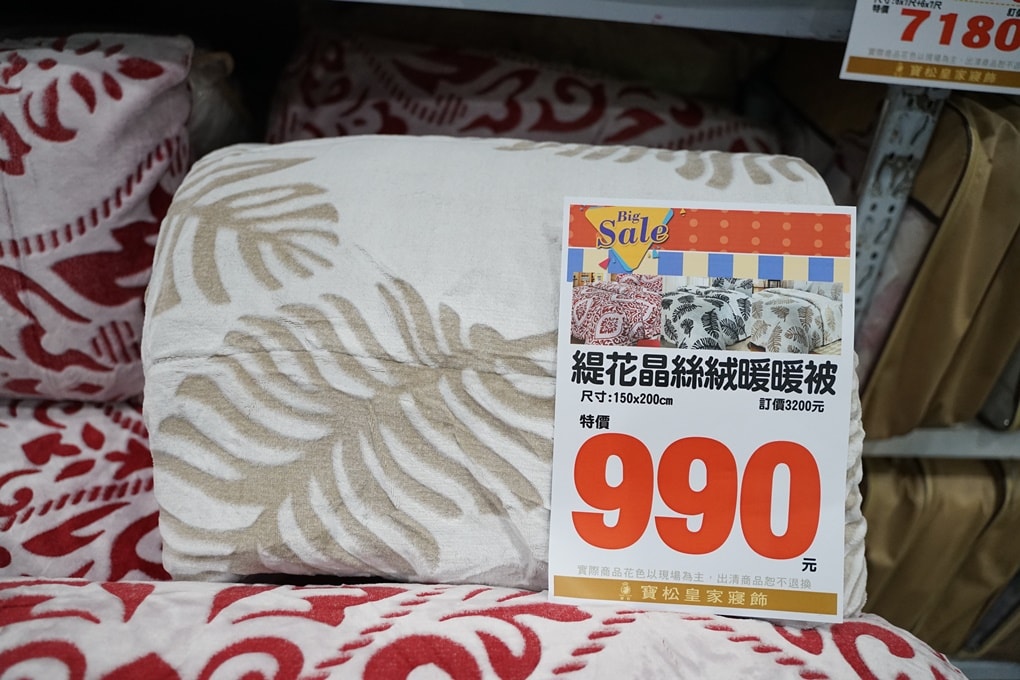 特價
7180
寶松皇家寢飾
Big
Sale
緹花晶絲絨暖暖被
尺寸:150x200cm
訂價3200元
特價
990
元
實際商品花色以現場為主，出清商品恕不退換
寶松皇家寢飾